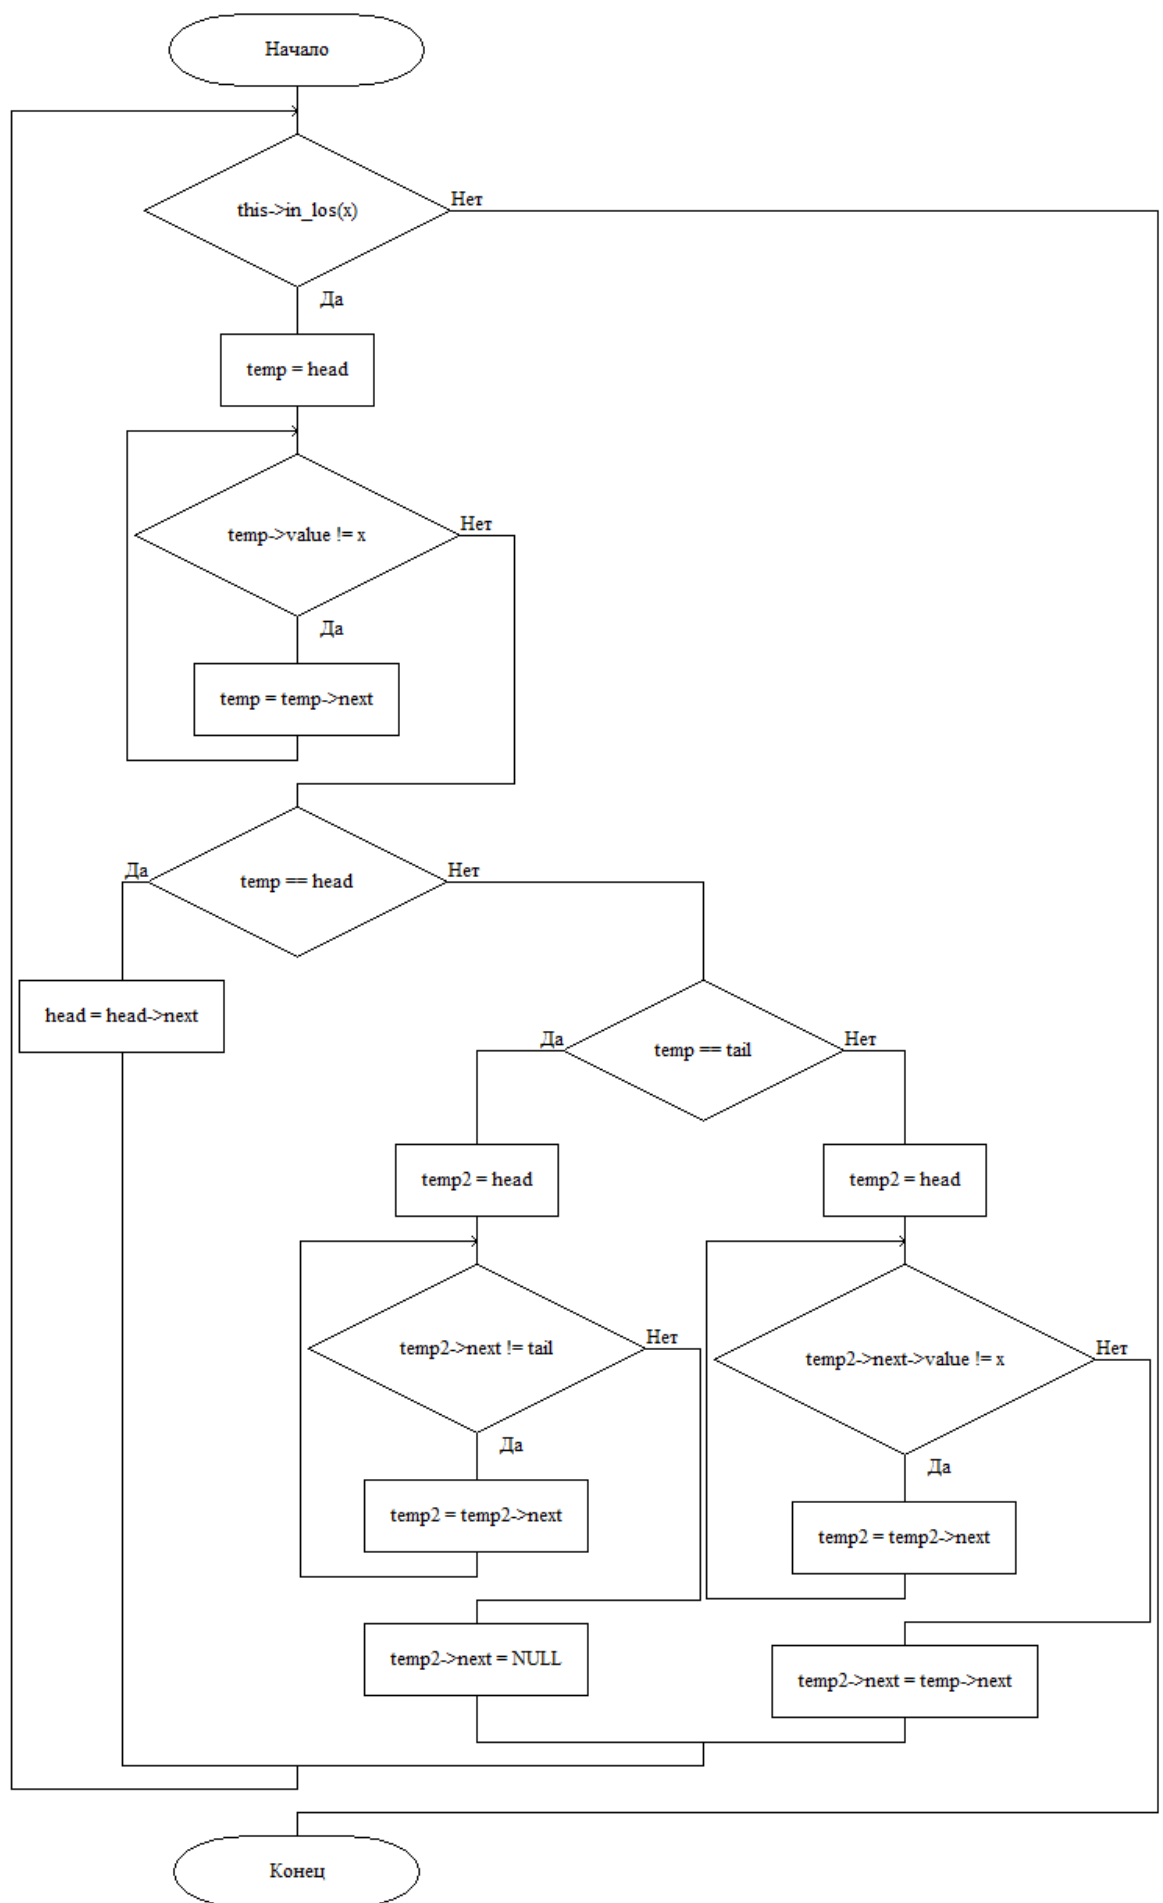 Начало
this->in_los(x)
Нет
Да
temp = head
temp->value != x
Нет
Да
temp = temp->next
Да
temp == head
Нет
head = head->next
Да
temp == tail
Нет
temp2 = head
temp2 = head
temp2->next != tail
Нет
temp2->next->value != x
Нет
Да
Да
temp2 = temp2->next
temp2 = temp2->next
temp2->next = NULL
temp2->next = temp->next
Конец